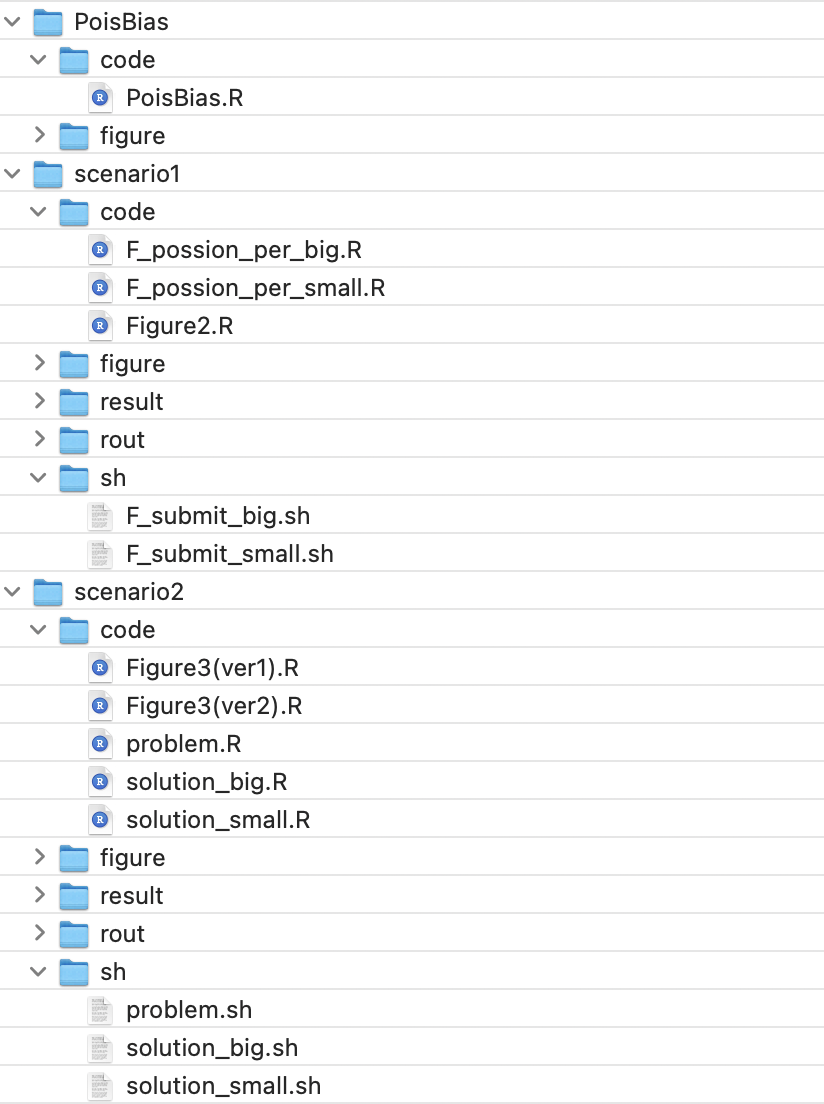 PoisBias
code
PoisBias.R
figure
scenario1
code
F_possion_per_big.R
F_possion_per_small.R
Figure2.R
figure
result
rout
sh
F_submit_big.sh
F_submit_small.sh
scenario2
code
Figure3(ver1).R
Figure3(ver2).R
problem.R
solution_big.R
solution_small.R
figure
result
rout
sh
problem.sh
solution_big.sh
solution_small.sh